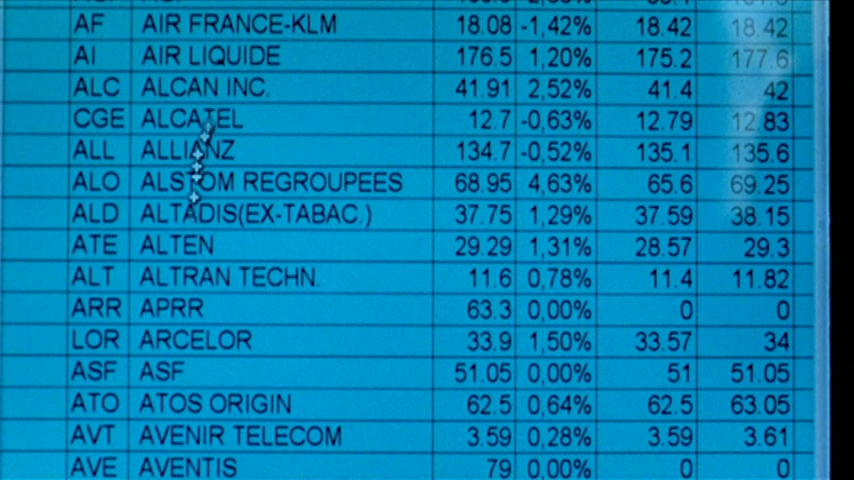 AF AIR FRANCE-KLM 18.08 -1,42% 18.42 18.42
AI AIR LIQUIDE 176.5 1,20% 175.2 177.6
ALC ALCAN INC. 41.91 2,52% 41.4 42
CGE ALCATEL 12.7 -0,63% 12.79 12.83
ALL ALLIANZ 134.7 -0,52% 135.1 135.6
ALO ALSTOM REGROUPEES 68.95 4,63% 65.6 69.25
ALD ALTADIS(EX-TABAC.) 37.75 1,29% 37.59 38.15
ATE ALTEN 29.29 1,31% 28.57 29.3
ALT ALTRAN TECHN. 11.6 0,78% 11.4 11.82
ARR APRR 63.3 0,00% 0 0
LOR ARCELOR 33.9 1,50% 33.57 34
ASF ASF 51.05 0,00% 51 51.05
ATO ATOS ORIGIN 62.5 0,64% 62.5 63.05
AVT AVENIR TELECOM 3.59 0,28% 3.59 3.61
AVE AVENTIS 79 0,00% 0 0